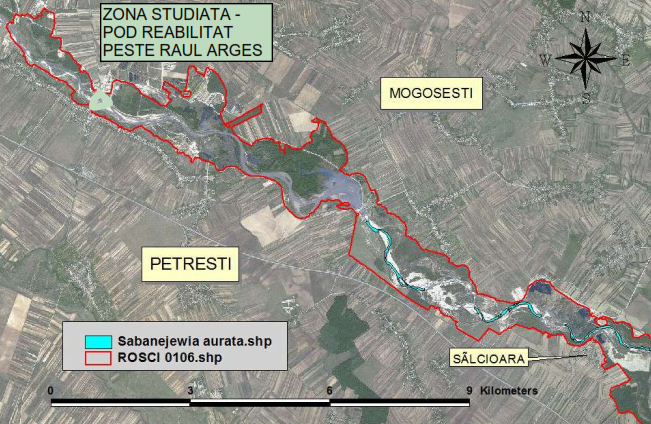 ZONA STUDIATA -
POD REABILITAT
PESTE RAUL ARGES
N
W
E
S
MOGOSESTI
PETRESTI
Sabanejewia aurata.shp
ROSCI 0106.shp
SÃLCIOARA
0
3
6
9
Kilometers